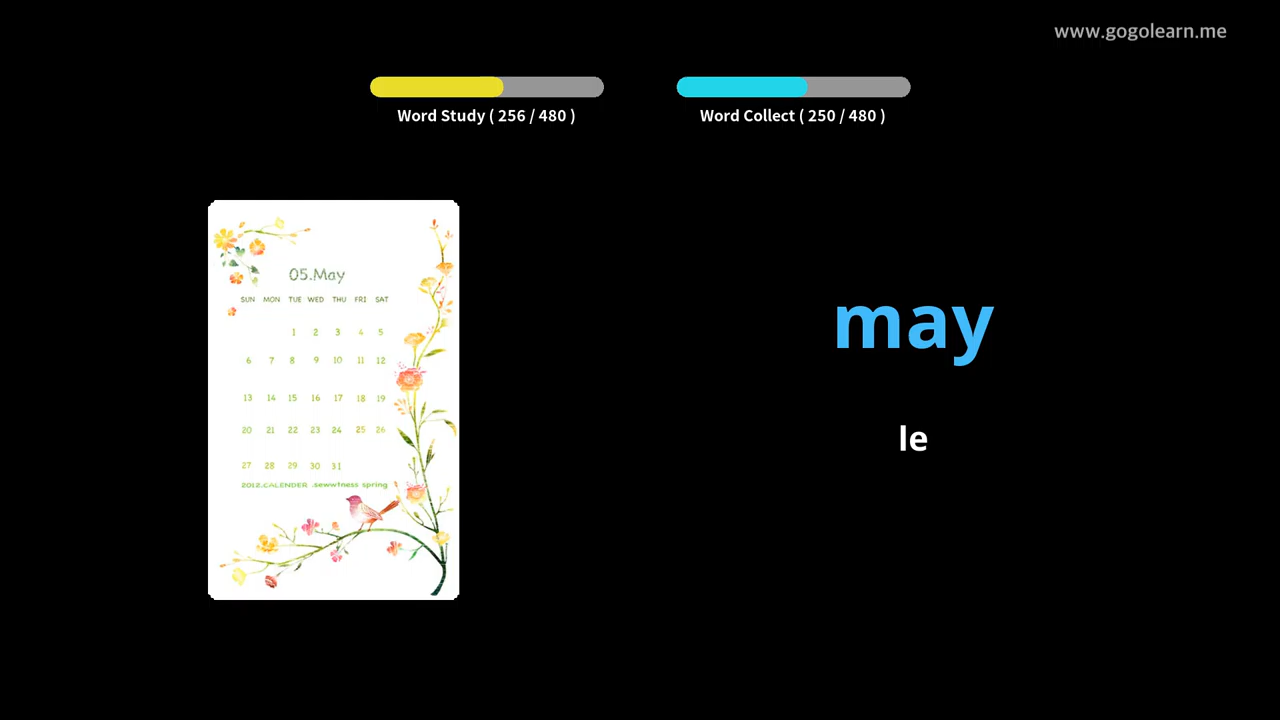 www.gogolearn.me
Word Study ( 256 / 480 )
Word Collect ( 250 / 480 )
05.May
SUN MON TUE WED THU FRI SAT
1 2 3 4 5
6 7 8 9 10 11 12
13 14 15 16 17 18 19
20 21 22 23 24 25 26
27 28 29 30 31
2012.CALENDER .sewwtness spring
may
le